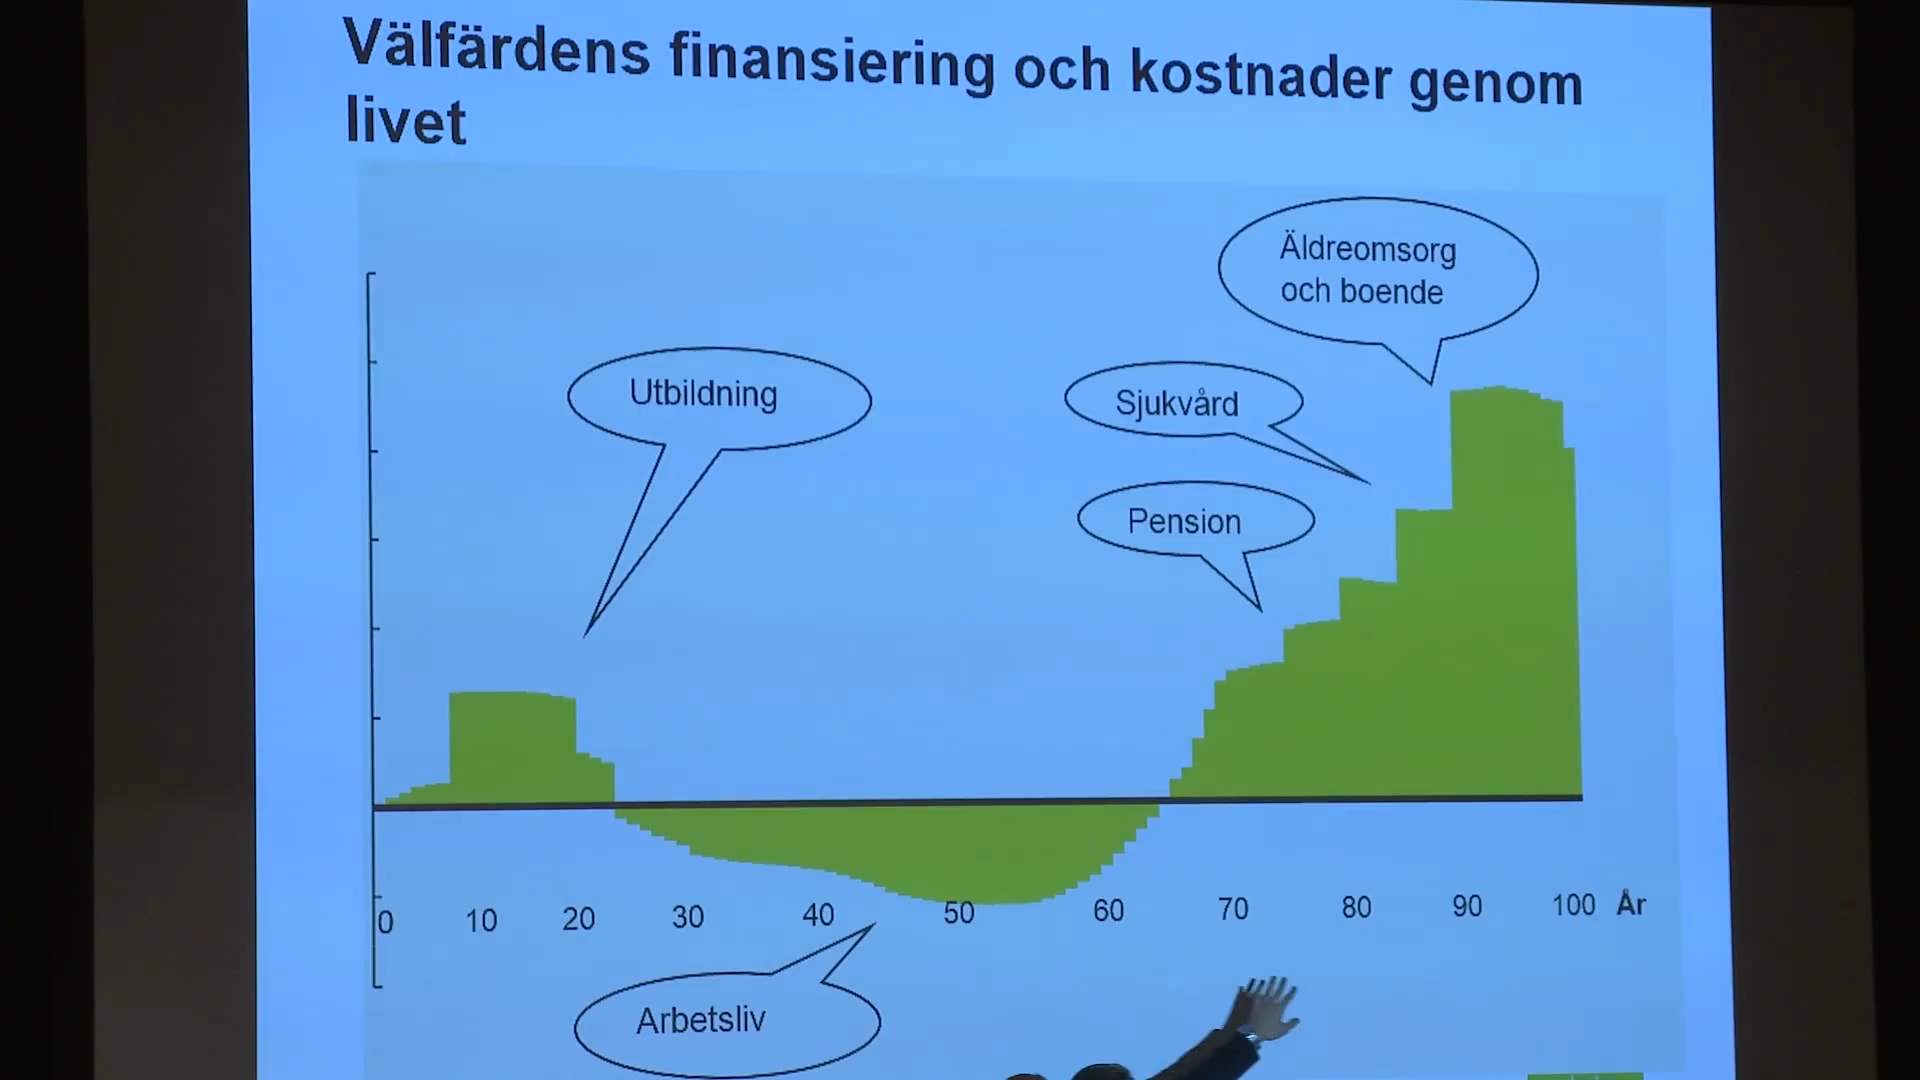 Välfärdens finansiering och kostnader genom
livet
Äldreomsorg
och boende
Utbildning
Sjukvård
Pension
0 10 20 30 40 50 60 70 80 90 100 År
Arbetsliv